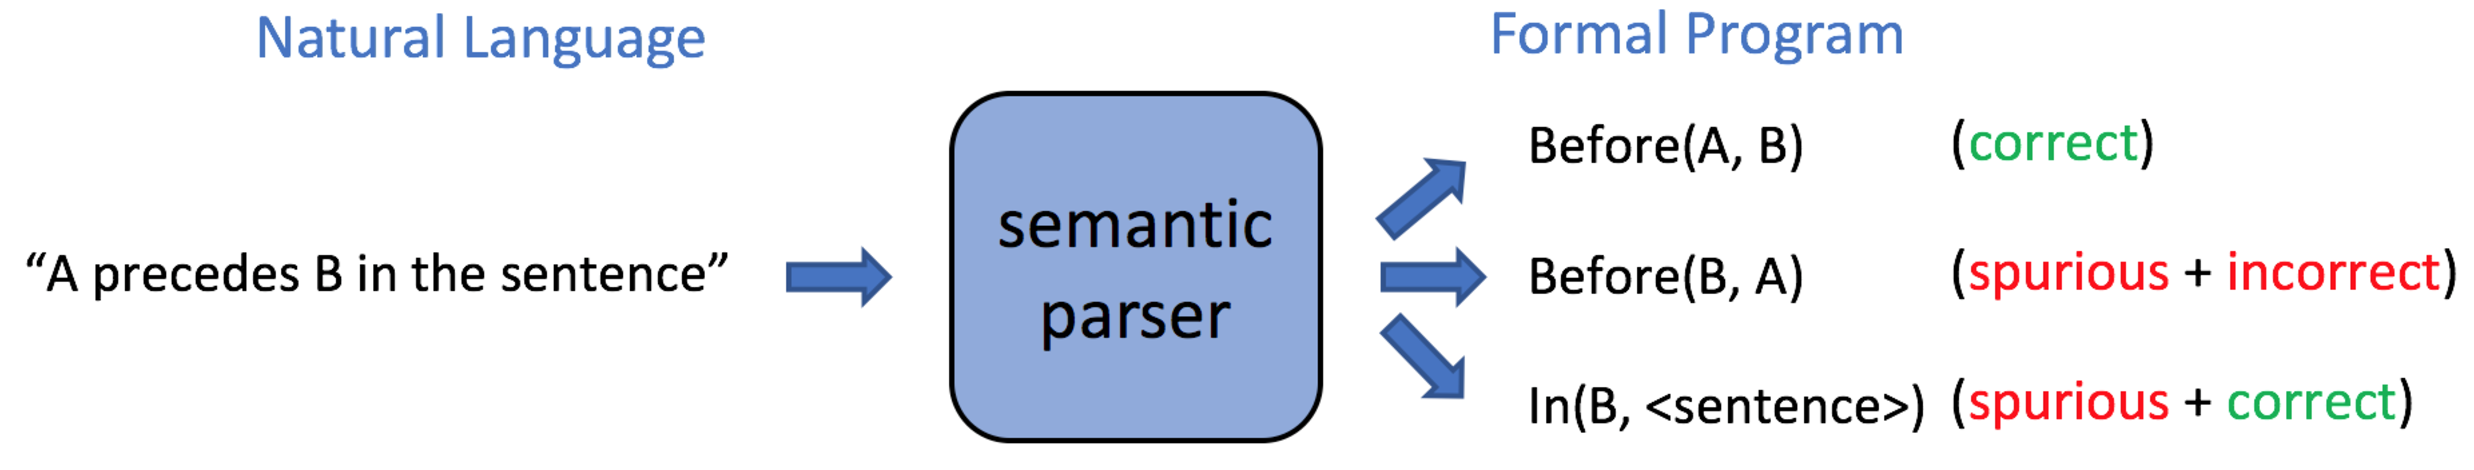 Natural Language
Formal Program
“A precedes B in the sentence”
semantic
parser
Before(A, B) (correct)
Before(B, A) (spurious + incorrect)
In(B, <sentence>) (spurious + correct)